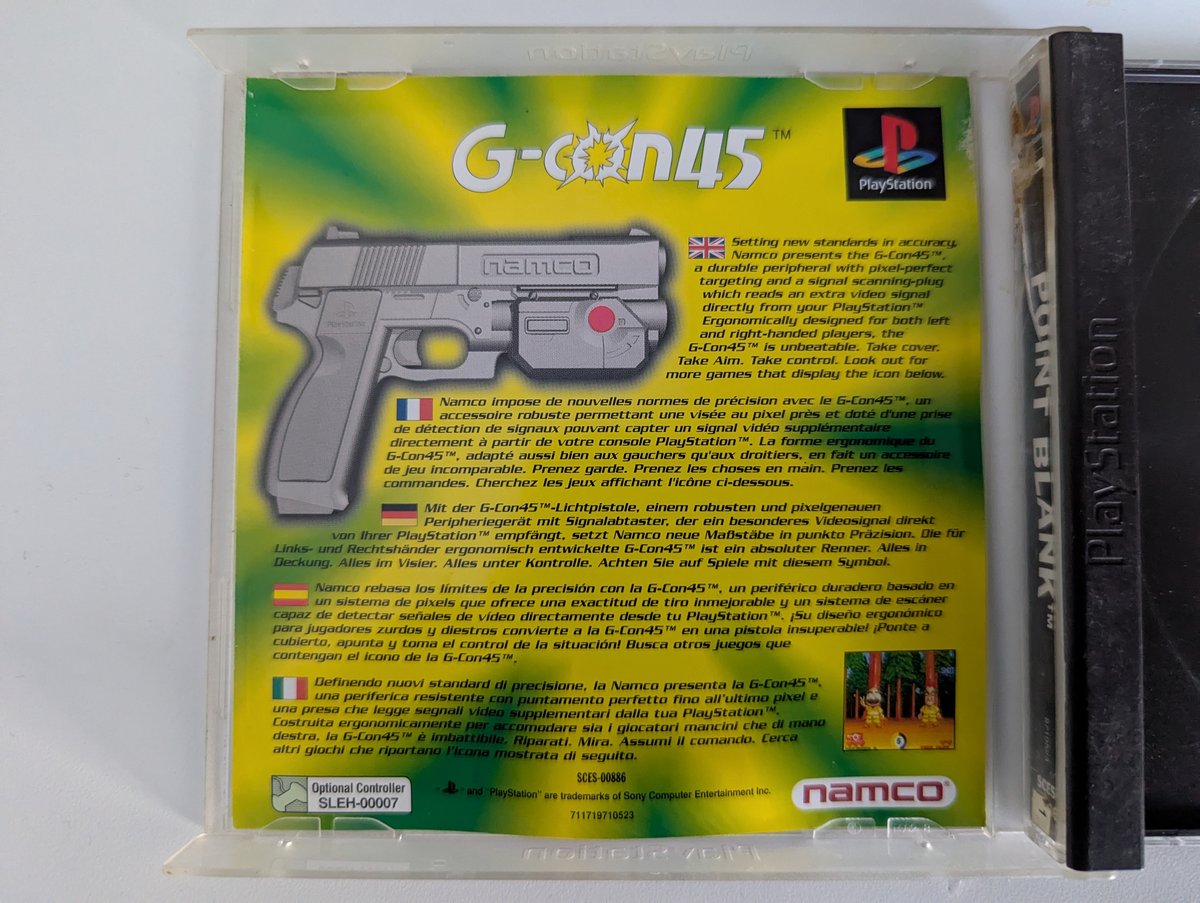 PlayStation
G-CON45™
PlayStation
namco
PlayStation
Setting new standards in accuracy,
Namco presents the G-Con45™,
a durable peripheral with pixel-perfect
targeting and a signal scanning-plug
which reads an extra video signal
directly from your PlayStation™
Ergonomically designed for both left
and right-handed players, the
G-Con45™ is unbeatable. Take cover.
Take Aim. Take control. Look out for
more games that display the icon below.
Namco impose de nouvelles normes de précision avec le G-Con45™, un
accessoire robuste permettant une visée au pixel près et doté d'une prise
de détection de signaux pouvant capter un signal vidéo supplémentaire
directement à partir de votre console PlayStation™. La forme ergonomique du
G-Con45™, adapté aussi bien aux gauchers qu'aux droitiers, en fait un accessoire
de jeu incomparable. Prenez garde. Prenez les choses en main. Prenez les
commandes. Cherchez les jeux affichant l'icône ci-dessous.
Mit der G-Con45™-Lichtpistole, einem robusten und pixelgenauen
Peripheriegerät mit Signalabtaster, der ein besonderes Videosignal direkt
von Ihrer PlayStation™ empfängt, setzt Namco neue Maßstäbe in punkto Präzision. Die für
Links- und Rechtshänder ergonomisch entwickelte G-Con45™ ist ein absoluter Renner. Alles in
Deckung. Alles im Visier. Alles unter Kontrolle. Achten Sie auf Spiele mit diesem Symbol.
Namco rebasa los límites de la precisión con la G-Con45™, un periférico duradero basado en
un sistema de pixels que ofrece una exactitud de tiro inmejorable y un sistema de escáner
capaz de detectar señales de vídeo directamente desde tu PlayStation™. ¡Su diseño ergonómico
para jugadores zurdos y diestros convierte a la G-Con45™ en una pistola insuperable! ¡Ponte a
cubierto, apunta y toma el control de la situación! Busca otros juegos que
contengan el icono de la G-Con45™.
Definendo nuovi standard di precisione, la Namco presenta la G-Con45™,
una periferica resistente con puntamento perfetto fino all'ultimo pixel e
una presa che legge segnali video supplementari dalla tua PlayStation™.
Costruita ergonomicamente per accomodare sia i giocatori mancini che di mano
destra, la G-Con45™ è imbattibile. Riparati. Mira. Assumi il comando. Cerca
altri giochi che riportano l'icona mostrata di seguito.
Optional Controller
SLEH-00007
SCES-00886
" " and "PlayStation" are trademarks of Sony Computer Entertainment Inc.
711719710523
namco®
PlayStation
POINT BLANK™
SCES
PlayStation